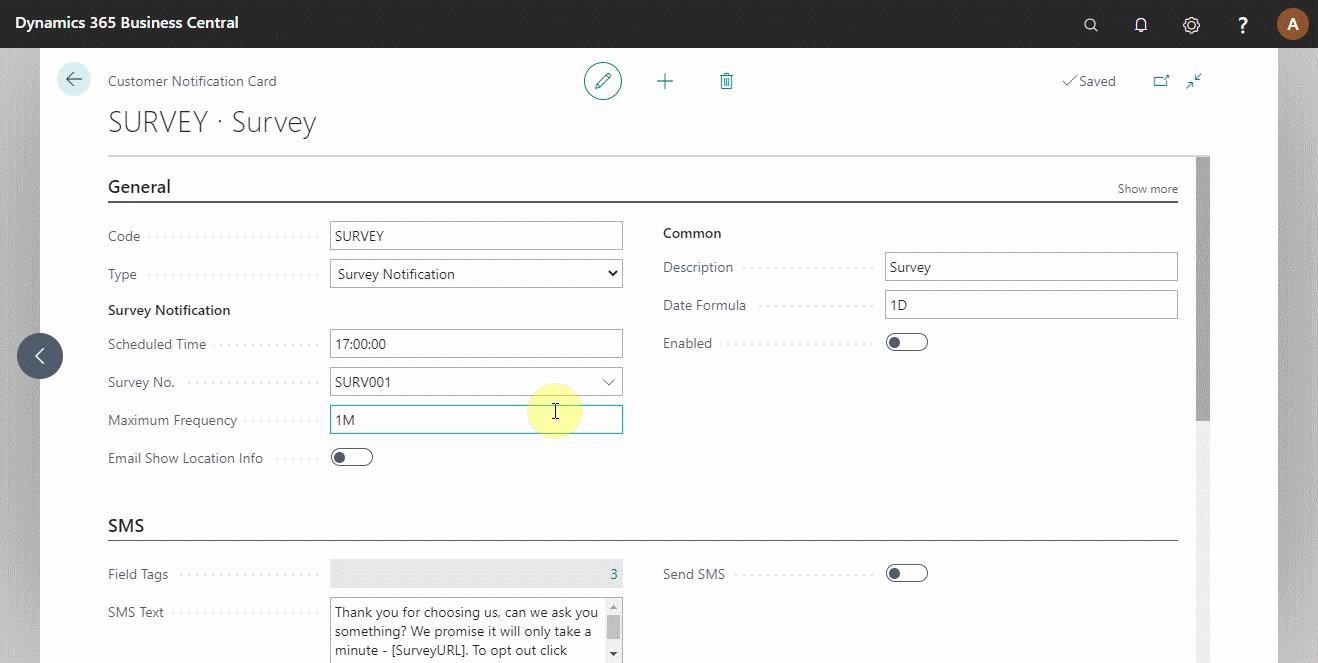 Dynamics 365 Business Central
?
A
Customer Notification Card
Saved
SURVEY · Survey
General
Show more
Code
SURVEY
Type
Survey Notification
Survey Notification
Scheduled Time
17:00:00
Survey No.
SURV001
Maximum Frequency
1M
Email Show Location Info
Common
Description
Survey
Date Formula
1D
Enabled
SMS
Field Tags
3
SMS Text
Thank you for choosing us, can we ask you
something? We promise it will only take a
minute - [SurveyURL]. To opt out click
Send SMS